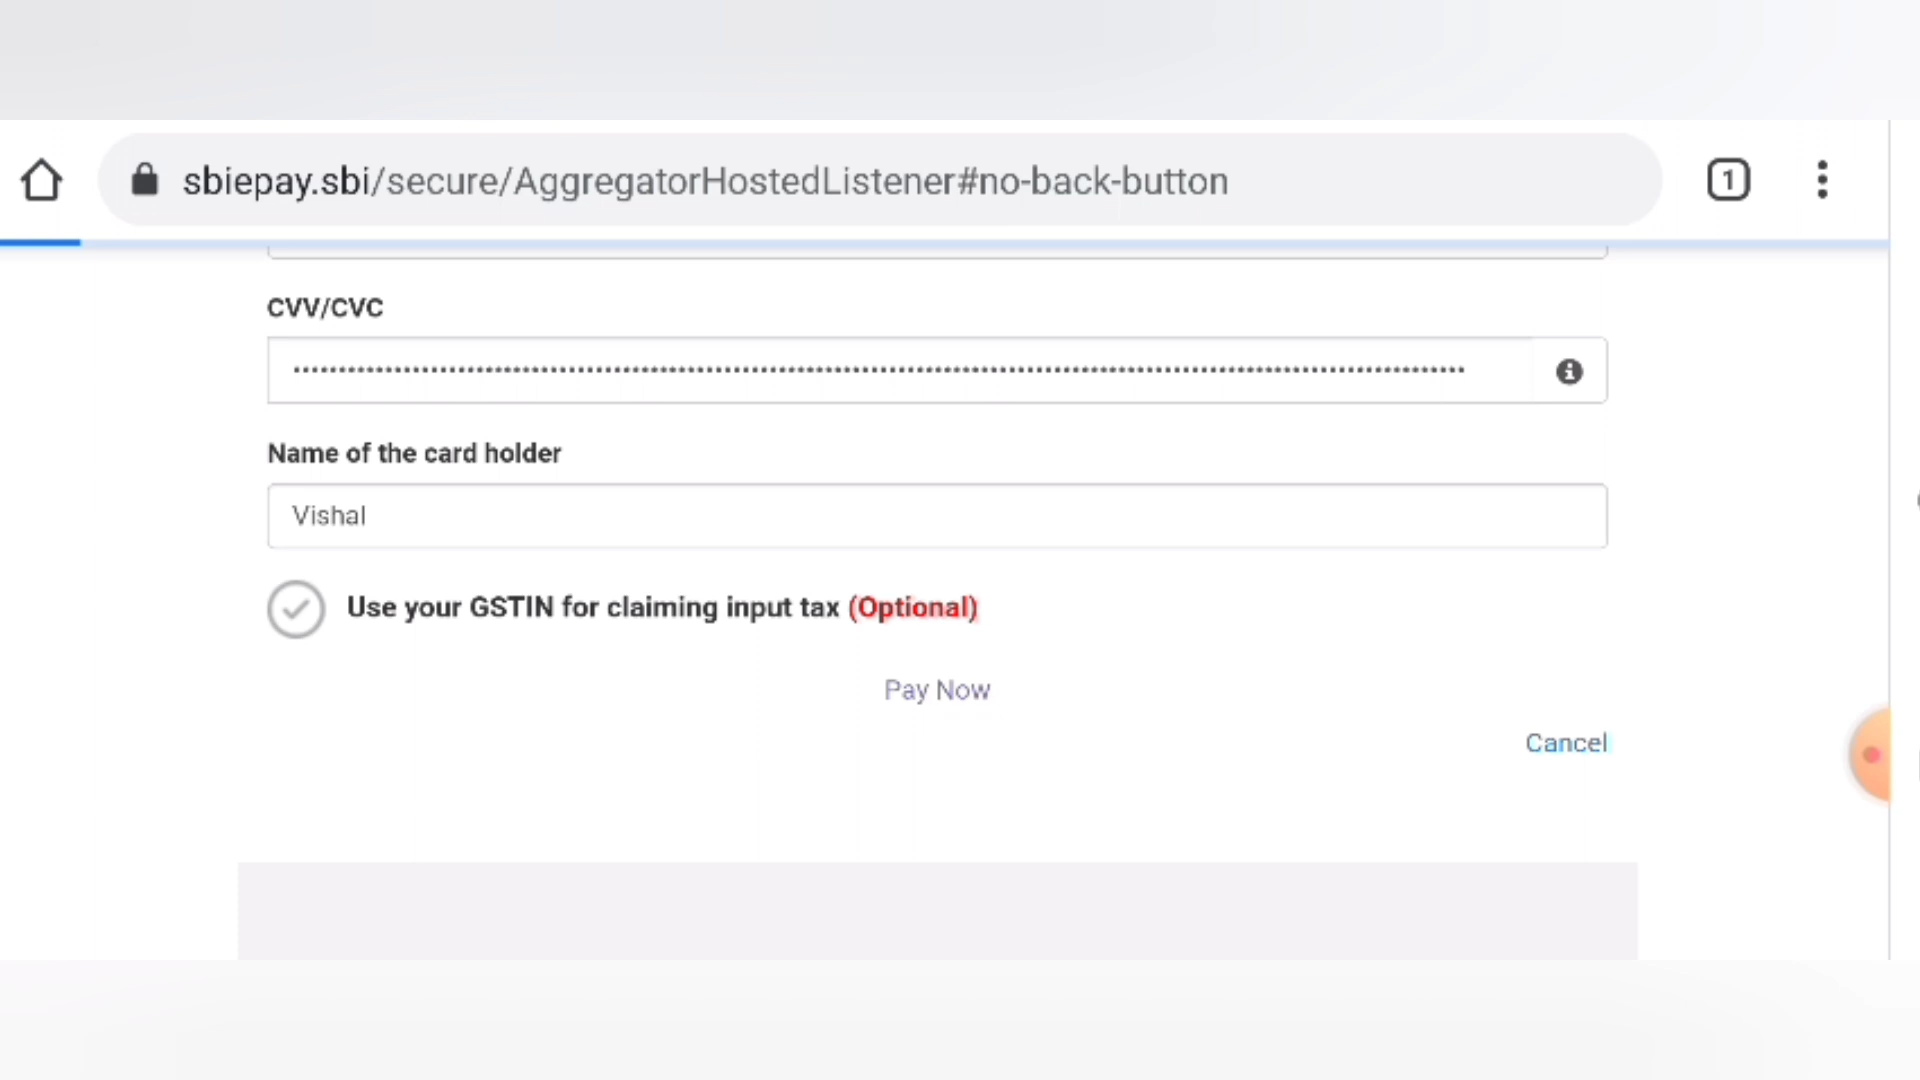 sbiepay.sbi/secure/AggregatorHostedListener#no-back-button
1
CVV/CVC
Name of the card holder
Vishal
Use your GSTIN for claiming input tax (Optional)
Pay Now
Cancel